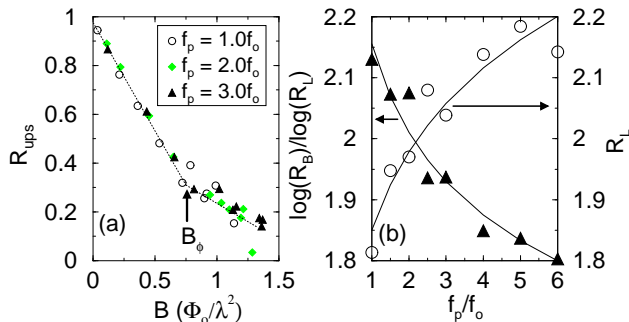 R_ups
1
0.8
0.6
0.4
0.2
0
0
0.5
1
1.5
B (Φ_o/λ^2)
f_p = 1.0f_o
f_p = 2.0f_o
f_p = 3.0f_o
(a)
B_ϕ
log(R_B)/log(R_L)
2.2
2.1
2
1.9
1.8
1 2 3 4 5 6
f_p/f_o
(b)
2.2
2.1
2
1.9
1.8
R_L